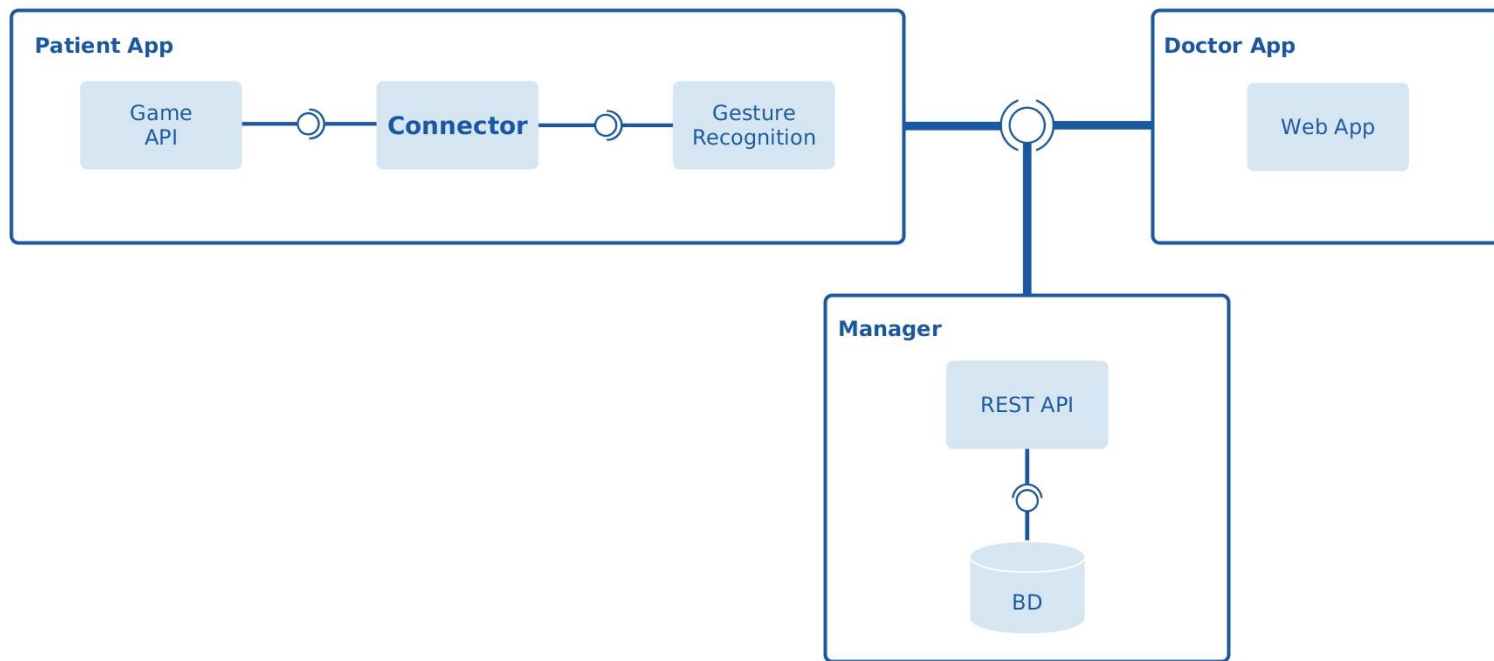 Patient App
Game
API
Connector
Gesture
Recognition
Doctor App
Web App
Manager
REST API
BD